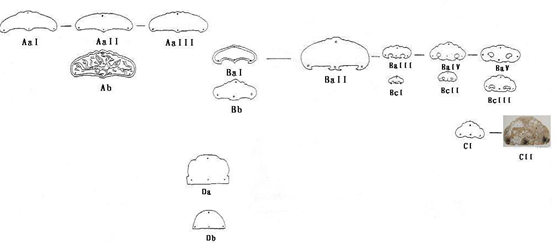 AaI AaII AaIII
Ab
BaI BaII BaIII BaIV BaV
Bb BcI BcII BcIII
CI CII
Da
Db